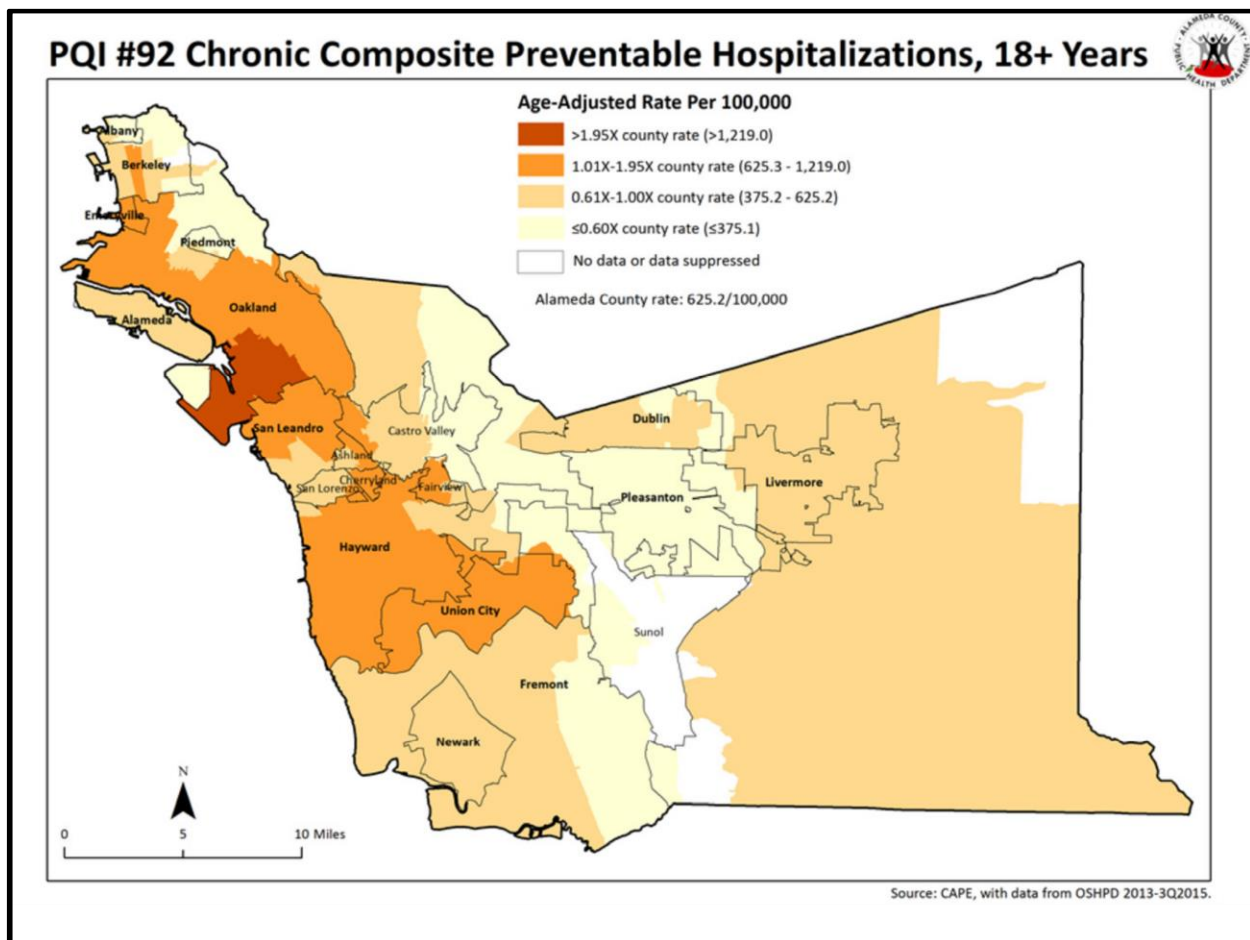 PQI #92 Chronic Composite Preventable Hospitalizations, 18+ Years
ALAMEDA COUNTY
PUBLIC HEALTH DEPARTMENT
Age-Adjusted Rate Per 100,000
>1.95X county rate (>1,219.0)
1.01X-1.95X county rate (625.3 - 1,219.0)
0.61X-1.00X county rate (375.2 - 625.2)
≤0.60X county rate (≤375.1)
No data or data suppressed
Alameda County rate: 625.2/100,000
Albany
Berkeley
Emeryville
Piedmont
Oakland
Alameda
San Leandro
Castro Valley
Dublin
Ashland
Cherryland
San Lorenzo
Fairview
Pleasanton
Livermore
Hayward
Union City
Sunol
Fremont
Newark
N
0 5 10 Miles
Source: CAPE, with data from OSHPD 2013-3Q2015.